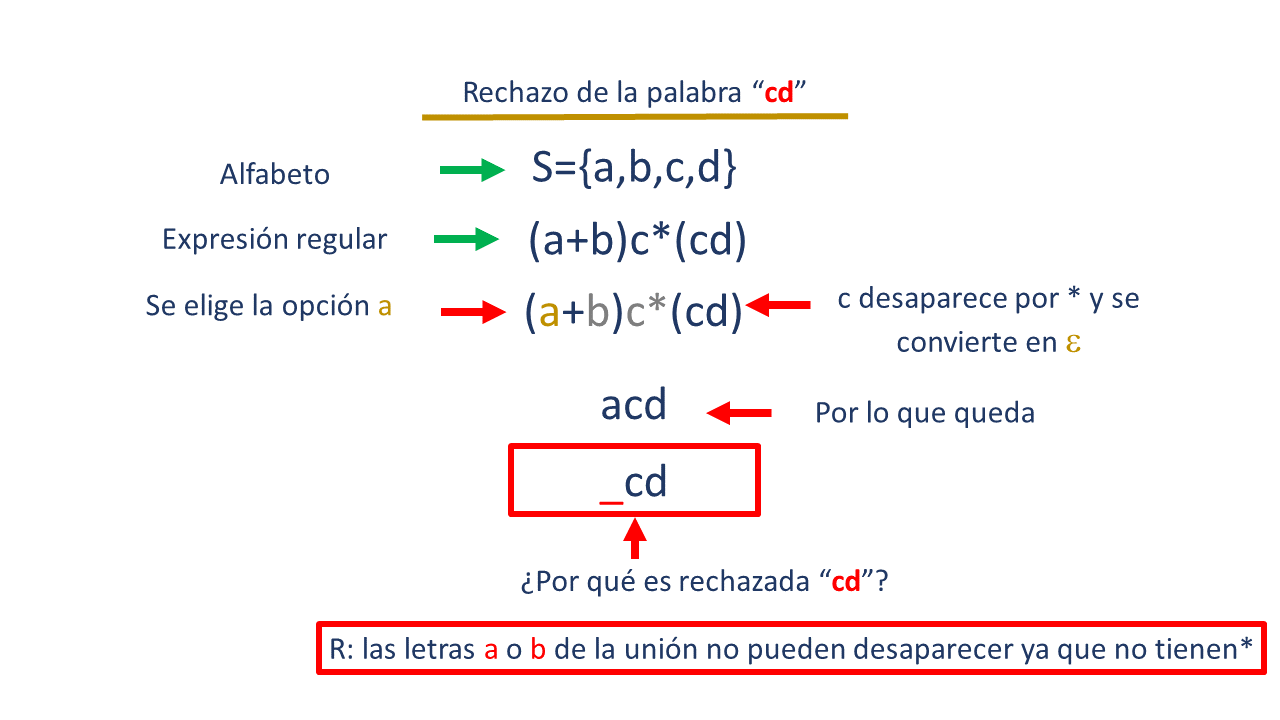 Rechazo de la palabra “cd”
Alfabeto
S={a,b,c,d}
Expresión regular
(a+b)c*(cd)
Se elige la opción a
(a+b)c*(cd)
c desaparece por * y se
convierte en ε
acd
Por lo que queda
_cd
¿Por qué es rechazada “cd”?
R: las letras a o b de la unión no pueden desaparecer ya que no tienen*